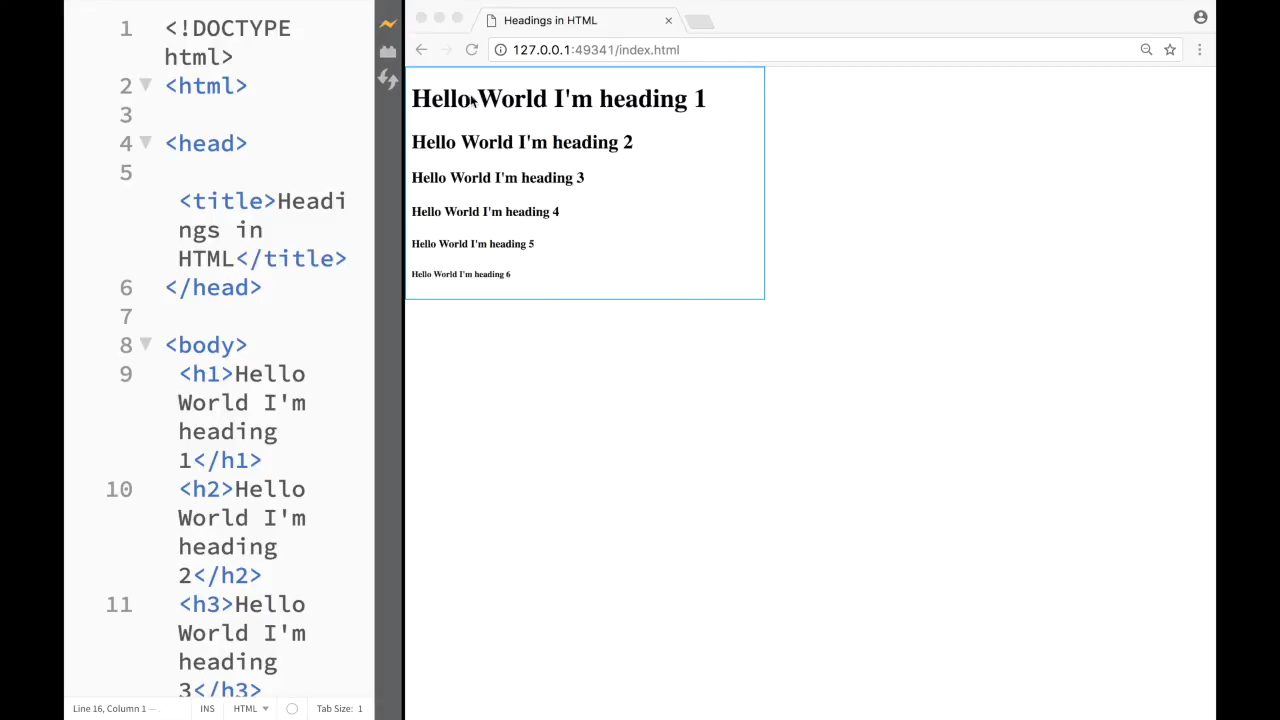 1 <!DOCTYPE
html>
2 <html>
3
4 <head>
5
<title>Headi
ngs in
HTML</title>
6 </head>
7
8 <body>
9 <h1>Hello
World I'm
heading
1</h1>
10 <h2>Hello
World I'm
heading
2</h2>
11 <h3>Hello
World I'm
heading
3</h3>
Line 16, Column 1 —
INS
HTML
Tab Size: 1
Headings in HTML
127.0.0.1:49341/index.html
Hello World I'm heading 1
Hello World I'm heading 2
Hello World I'm heading 3
Hello World I'm heading 4
Hello World I'm heading 5
Hello World I'm heading 6